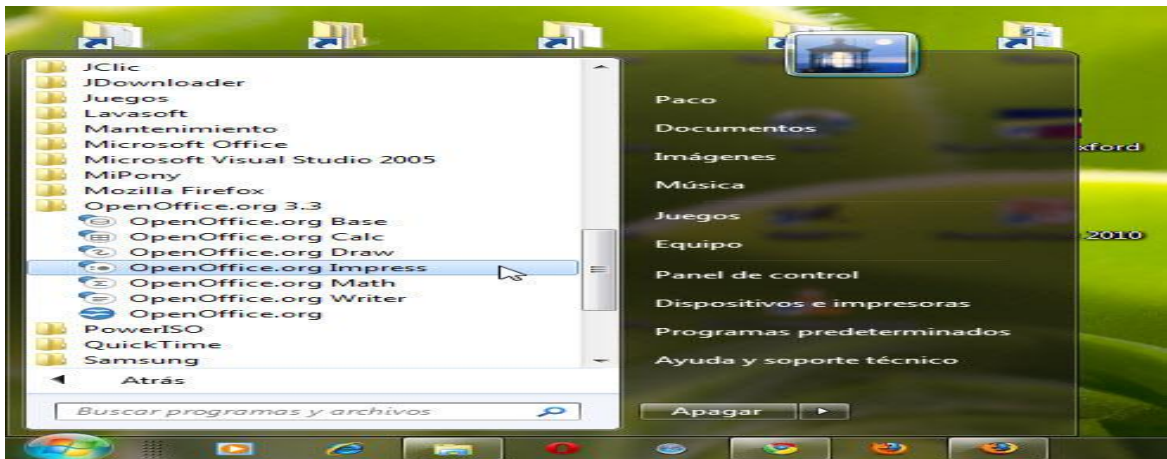 JClic
JDownloader
Juegos
Lavasoft
Mantenimiento
Microsoft Office
Microsoft Visual Studio 2005
MiPony
Mozilla Firefox
OpenOffice.org 3.3
OpenOffice.org Base
OpenOffice.org Calc
OpenOffice.org Draw
OpenOffice.org Impress
OpenOffice.org Math
OpenOffice.org Writer
OpenOffice.org
PowerISO
QuickTime
Samsung
Atrás
Buscar programas y archivos
Paco
Documentos
Imágenes
Música
Juegos
Equipo
Panel de control
Dispositivos e impresoras
Programas predeterminados
Ayuda y soporte técnico
Apagar
xford
2010